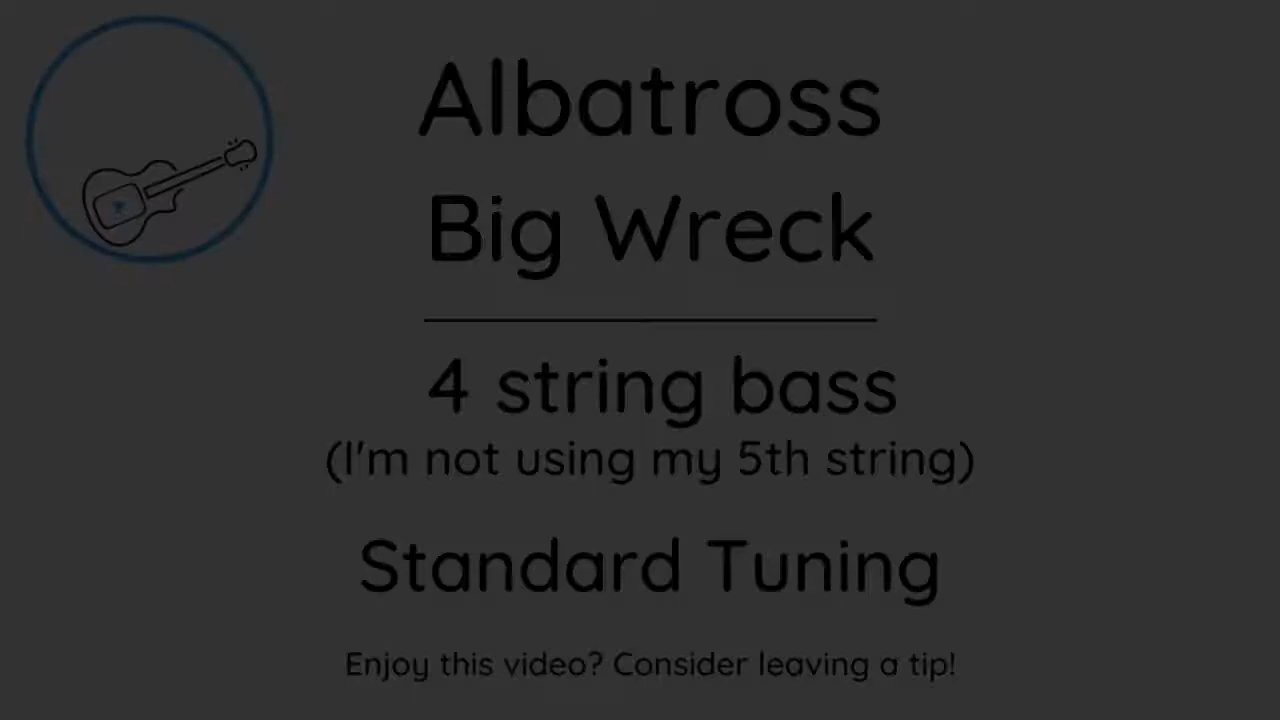 Albatross
Big Wreck
4 string bass
(I'm not using my 5th string)
Standard Tuning
Enjoy this video? Consider leaving a tip!